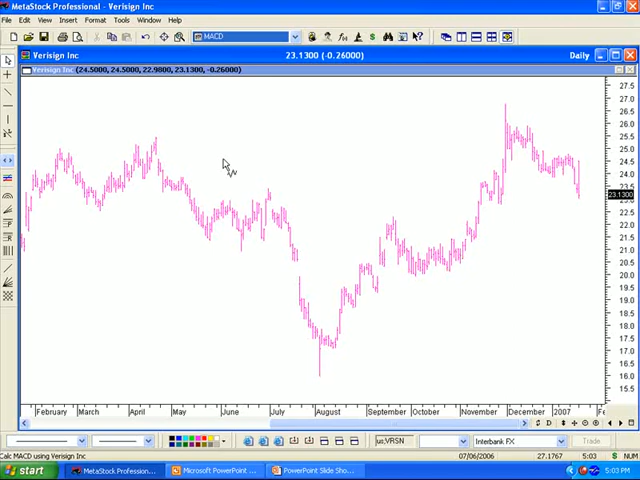 MetaStock Professional - Verisign Inc
File Edit View Insert Format Tools Window Help
MACD
Verisign Inc 23.1300 (-0.26000) Daily
Verisign Inc (24.5000, 24.5000, 22.9800, 23.1300, -0.26000)
27.5
27.0
26.5
26.0
25.5
25.0
24.5
24.0
23.5
23.1300
23.0
22.5
22.0
21.5
21.0
20.5
20.0
19.5
19.0
18.5
18.0
17.5
17.0
16.5
16.0
15.5
February March April May June July August September October November December 2007 Fe
us;VRSN Interbank FX Trade
Calc MACD using Verisign Inc 07/06/2006 27.1767 5:03 NUM
start MetaStock Profession... Microsoft PowerPoint ... PowerPoint Slide Sho... 5:03 PM